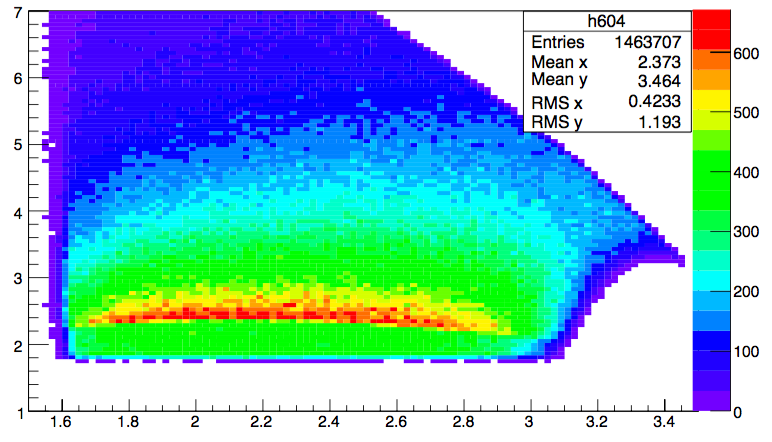 h604
Entries 1463707
Mean x 2.373
Mean y 3.464
RMS x 0.4233
RMS y 1.193
7
6
5
4
3
2
1
1.6 1.8 2 2.2 2.4 2.6 2.8 3 3.2 3.4
600
500
400
300
200
100
0